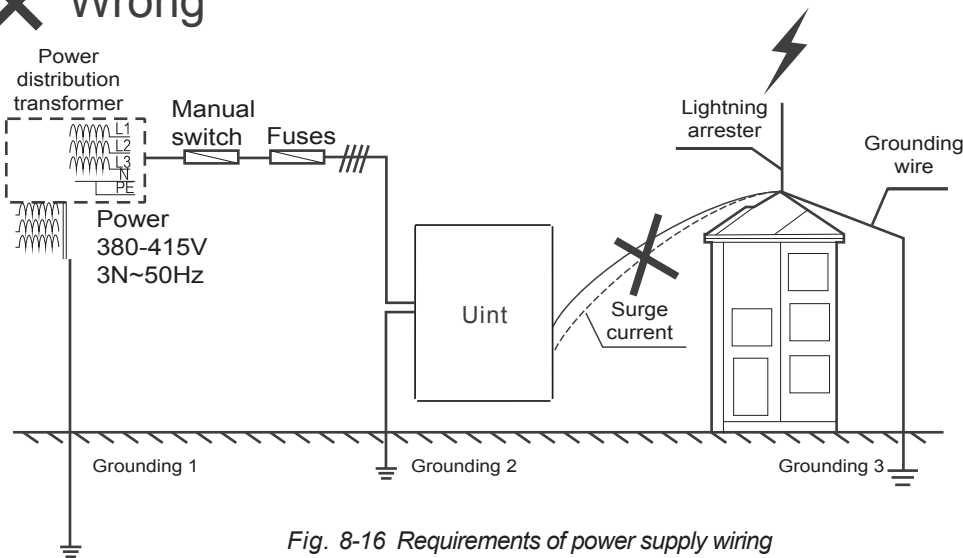 Wrong
Power
distribution
transformer
L1
L2
L3
N
PE
Manual
switch
Fuses
Power
380-415V
3N~50Hz
Uint
Surge
current
Lightning
arrester
Grounding
wire
Grounding 1
Grounding 2
Grounding 3
Fig. 8-16 Requirements of power supply wiring